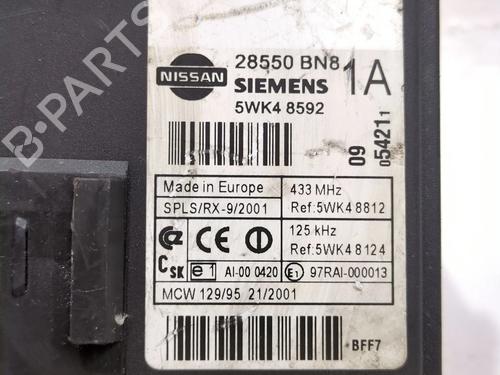 NISSAN
28550 BN8 1A
SIEMENS
5WK4 8592
09
054211
Made in Europe
433 MHz
SPLS/RX-9/2001
Ref:5WK4 8812
125 kHz
Ref:5WK4 8124
CE
CSK
e1
AI-00 0420
E1
97RAI-000013
MCW 129/95 21/2001
BFF7
B-PARTS